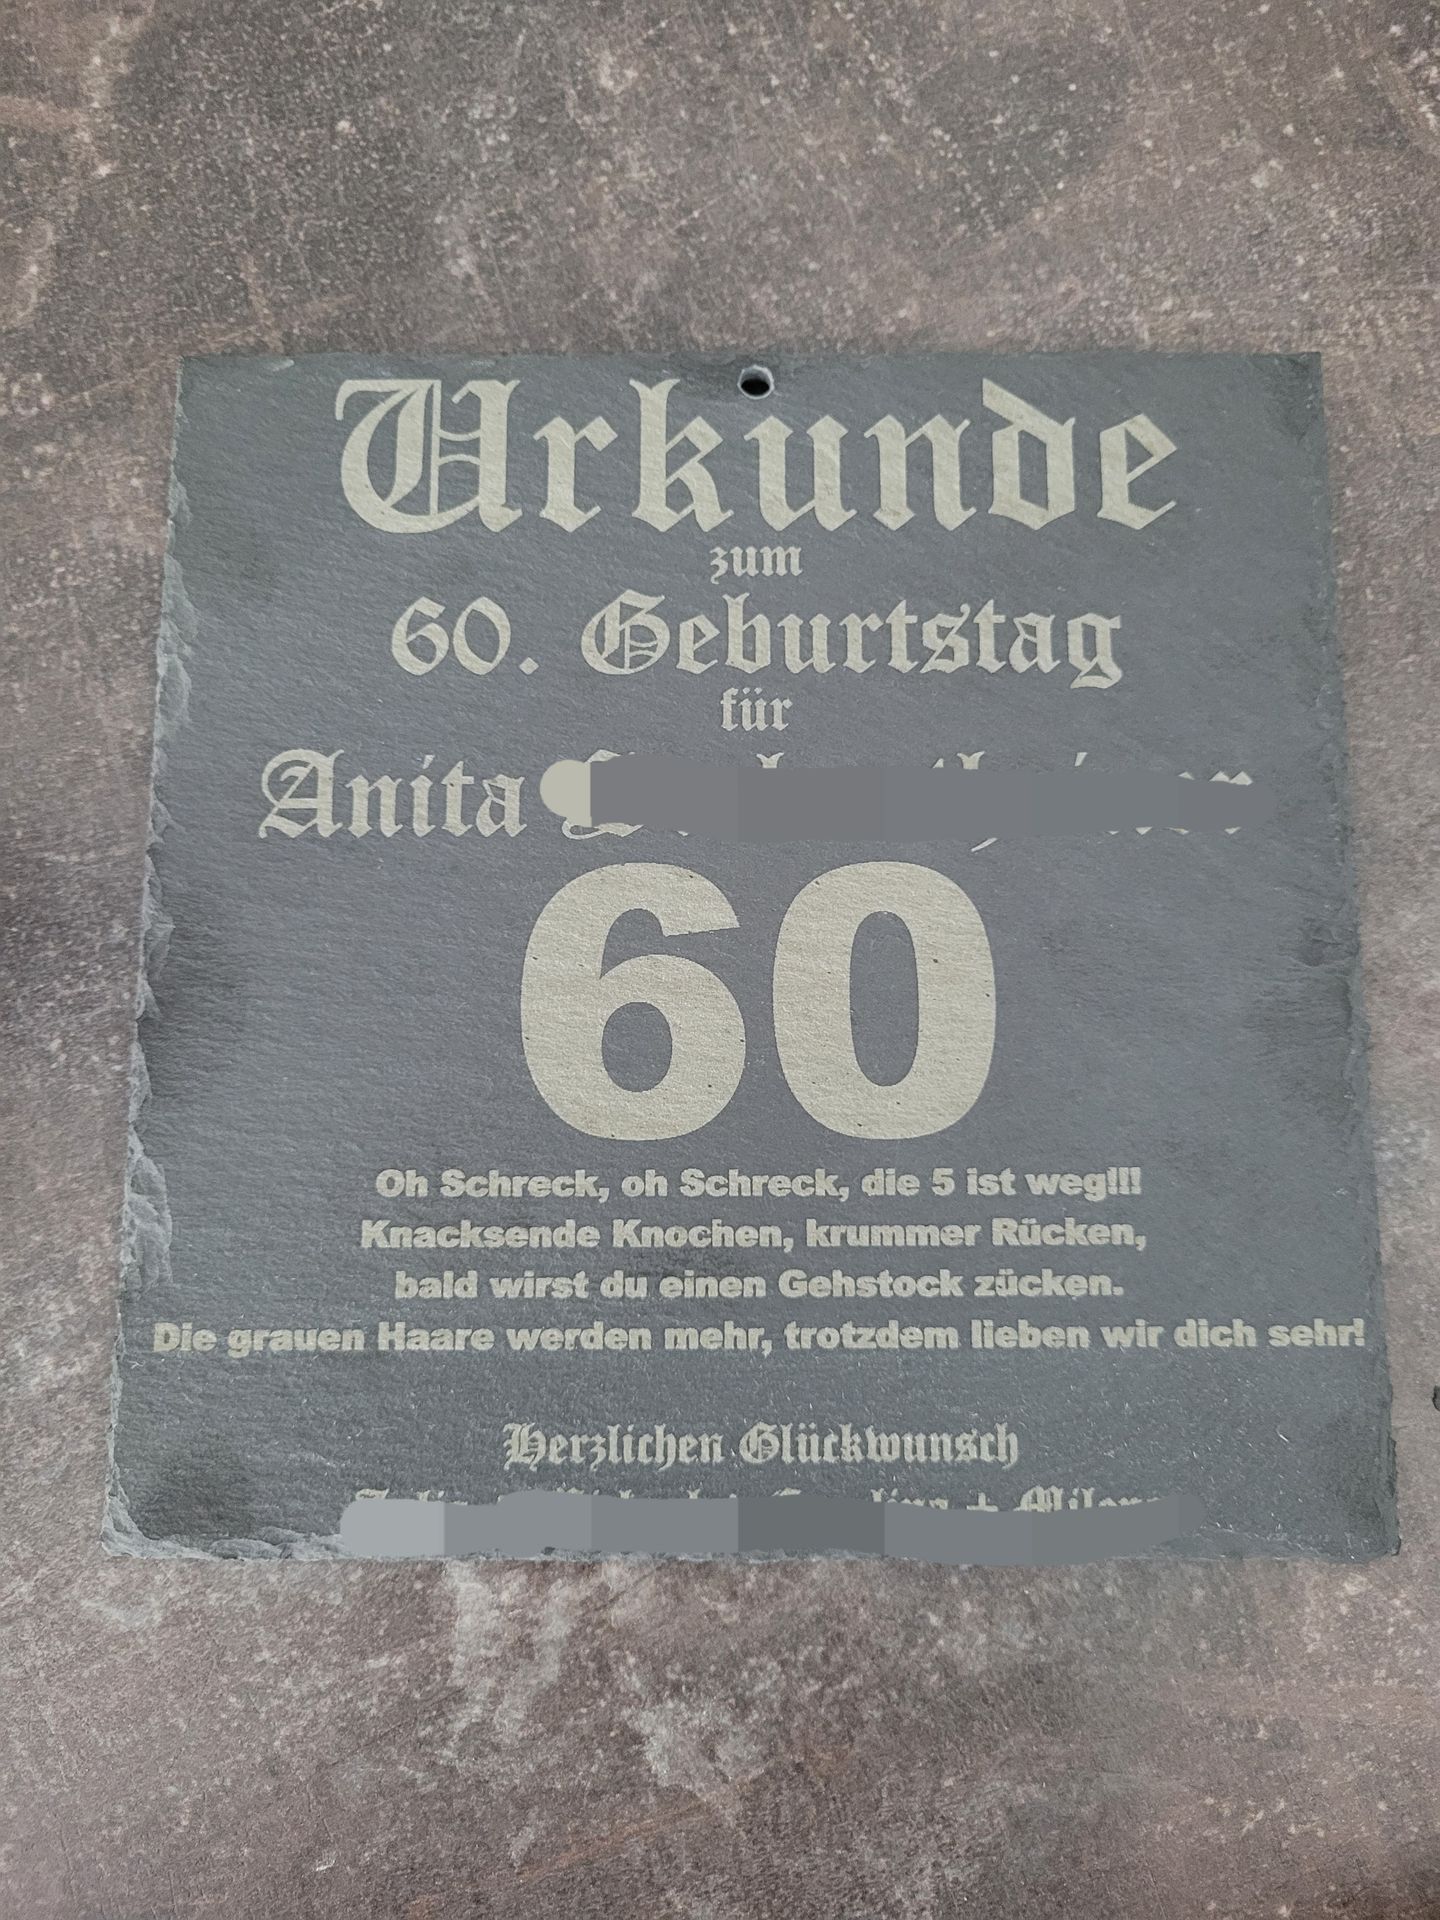 Urkunde
zum
60. Geburtstag
für
Anita
60
Oh Schreck, oh Schreck, die 5 ist weg!!!
Knacksende Knochen, krummer Rücken,
bald wirst du einen Gehstock zücken.
Die grauen Haare werden mehr, trotzdem lieben wir dich sehr!
Herzlichen Glückwunsch